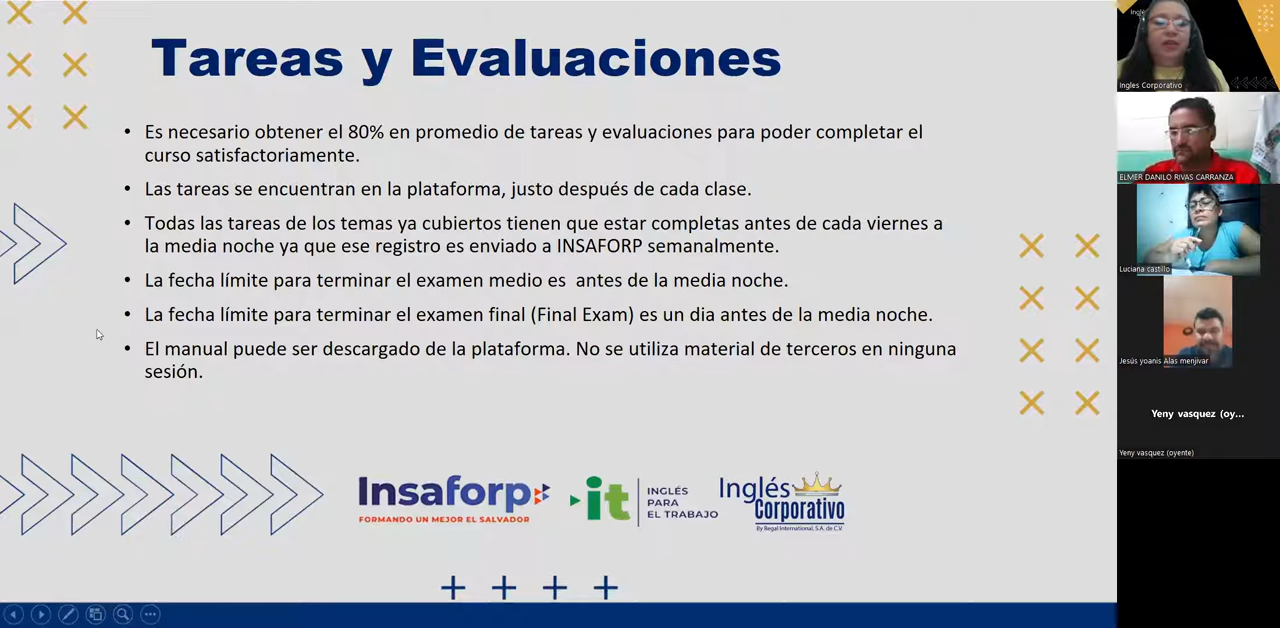 Tareas y Evaluaciones
• Es necesario obtener el 80% en promedio de tareas y evaluaciones para poder completar el
curso satisfactoriamente.
• Las tareas se encuentran en la plataforma, justo después de cada clase.
• Todas las tareas de los temas ya cubiertos tienen que estar completas antes de cada viernes a
la media noche ya que ese registro es enviado a INSAFORP semanalmente.
• La fecha límite para terminar el examen medio es  antes de la media noche.
• La fecha límite para terminar el examen final (Final Exam) es un dia antes de la media noche.
• El manual puede ser descargado de la plataforma. No se utiliza material de terceros en ninguna
sesión.
Insaforp
FORMANDO UN MEJOR EL SALVADOR
it
INGLÉS
PARA
EL TRABAJO
Inglés
Corporativo
By Regal International, S.A. de C.V.
Ingles Corporativo
ELMER DANILO RIVAS CARRANZA
Luciana castillo
Jesús yoanis Alas menjivar
Yeny vasquez (oy...
Yeny vasquez (oyente)